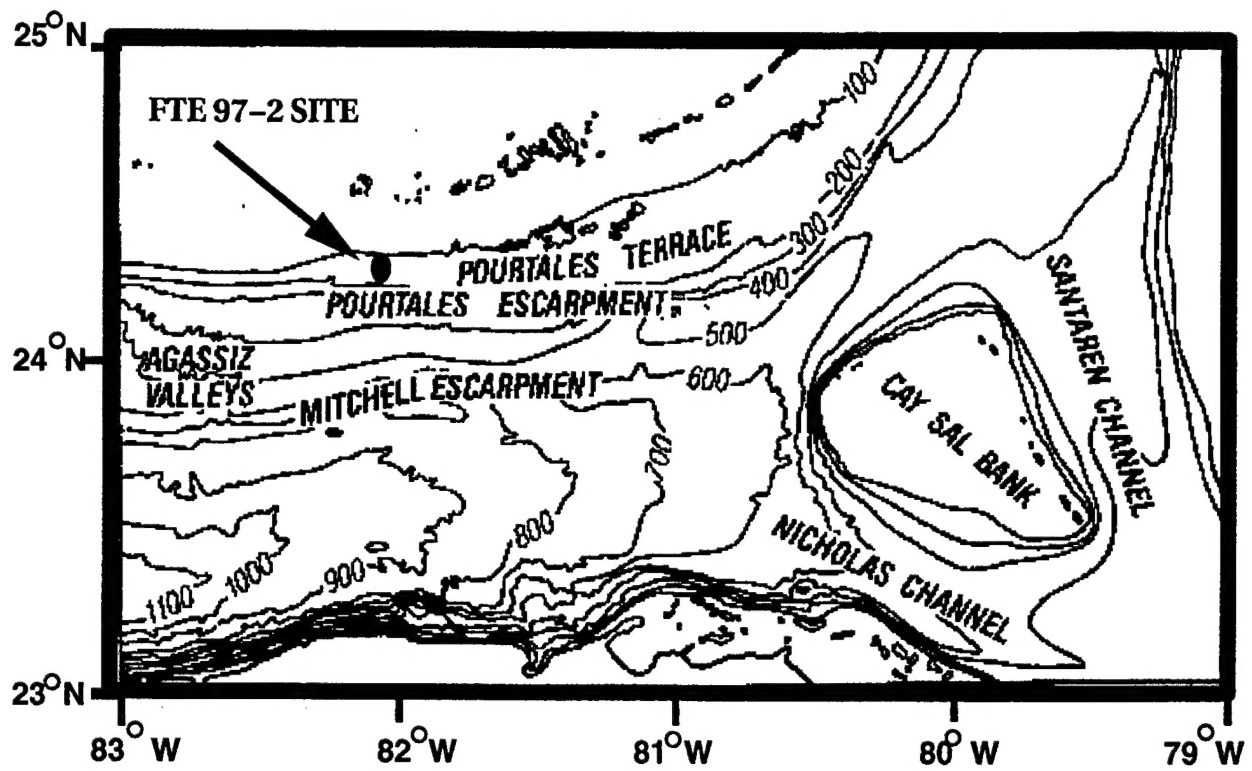 25°N
FTE 97–2 SITE
100
200
300
400
500
600
700
800
900
1000
1100
POURTALES TERRACE
POURTALES ESCARPMENT
24°N
AGASSIZ
VALLEYS
MITCHELL ESCARPMENT
CAY SAL BANK
SANTAREN CHANNEL
NICHOLAS CHANNEL
23°N
83°W
82°W
81°W
80°W
79°W